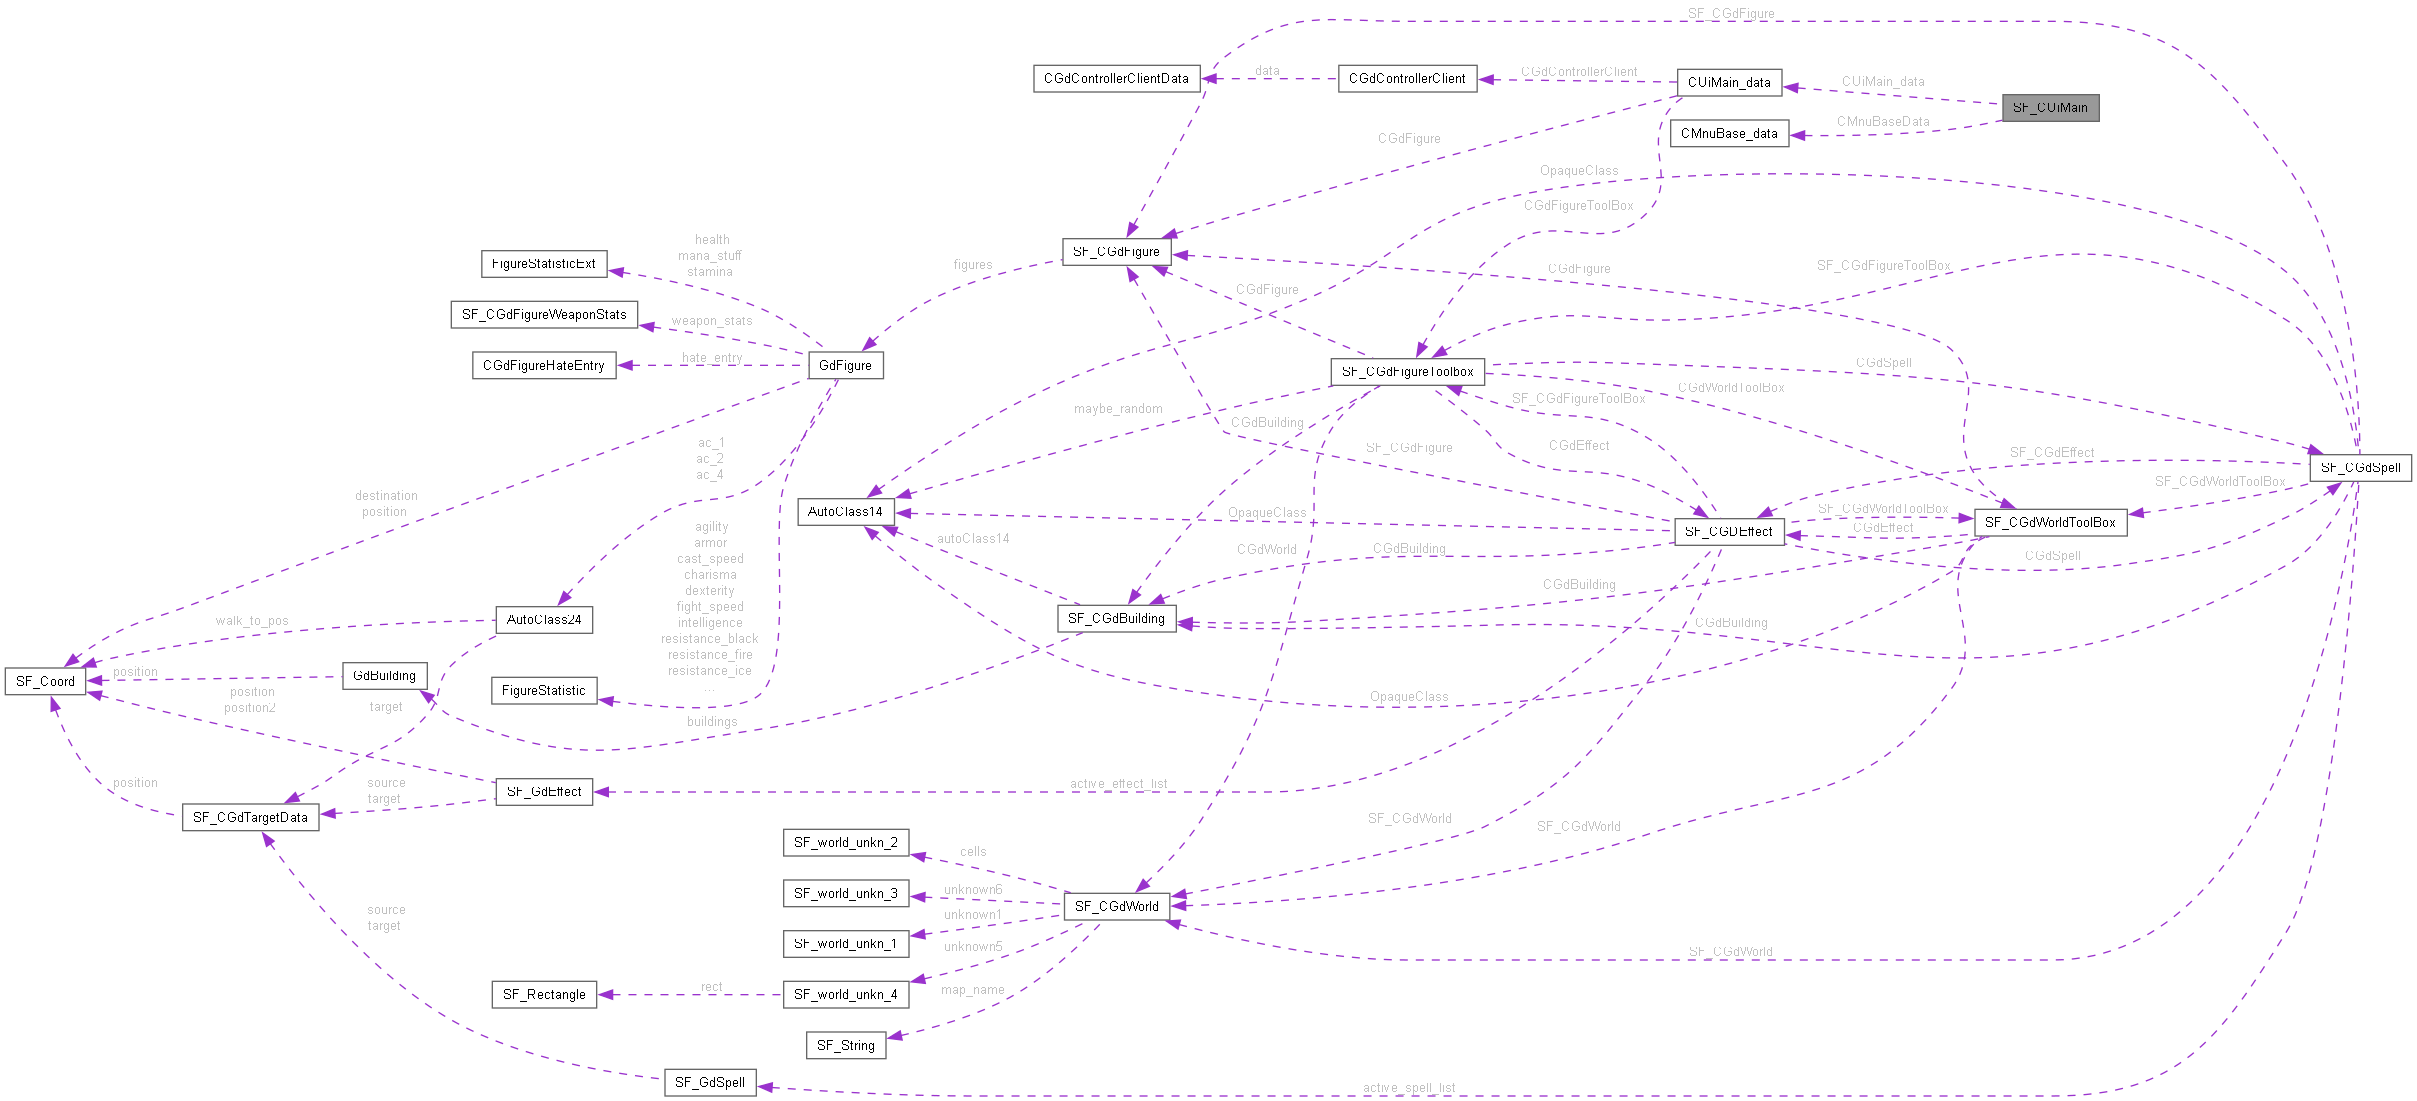 SF_CGdFigure
CGdControllerClientData
data
CGdControllerClient
CGdControllerClient
CUiMain_data
CUiMain_data
SF_CUiMain
CMnuBase_data
CMnuBaseData
CGdFigure
OpaqueClass
CGdFigureToolBox
health
mana_stuff
stamina
FigureStatisticExt
figures
SF_CGdFigure
CGdFigure
CGdFigure
SF_CGdFigureToolBox
SF_CGdFigureWeaponStats
weapon_stats
CGdFigureHateEntry
hate_entry
GdFigure
SF_CGdFigureToolbox
CGdSpell
CGdWorldToolBox
maybe_random
CGdBuilding
SF_CGdFigureToolBox
SF_CGdFigure
CGdEffect
ac_1
ac_2
ac_4
SF_CGdEffect
SF_CGdSpell
SF_CGdWorldToolBox
destination
position
AutoClass14
OpaqueClass
SF_CGDEffect
SF_CGdWorldToolBox
CGdEffect
SF_CGdWorldToolBox
agility
armor
cast_speed
charisma
dexterity
fight_speed
intelligence
resistance_black
resistance_fire
resistance_ice
...
autoClass14
CGdWorld
CGdBuilding
CGdSpell
CGdBuilding
AutoClass24
walk_to_pos
SF_CGdBuilding
CGdBuilding
SF_Coord
position
GdBuilding
FigureStatistic
position
position2
target
OpaqueClass
buildings
position
source
target
SF_GdEffect
active_effect_list
SF_CGdTargetData
SF_CGdWorld
SF_CGdWorld
SF_world_unkn_2
cells
SF_world_unkn_3
unknown6
SF_CGdWorld
source
target
unknown1
SF_world_unkn_1
unknown5
SF_CGdWorld
SF_Rectangle
rect
SF_world_unkn_4
map_name
SF_String
SF_GdSpell
active_spell_list